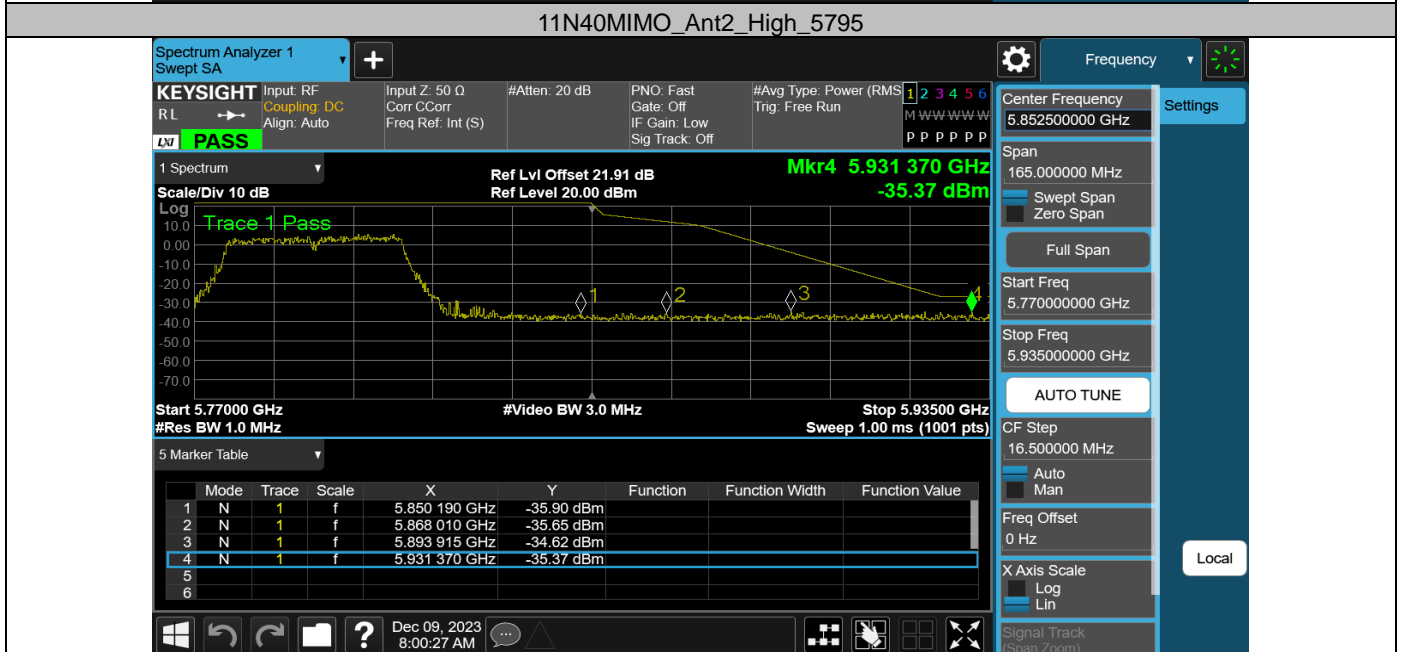 11N40MIMO_Ant2_High_5795
Spectrum Analyzer 1
Swept SA
+
Frequency
KEYSIGHT
RL
LXI PASS
Input: RF
Coupling: DC
Align: Auto
Input Z: 50 Ω
Corr CCorr
Freq Ref: Int (S)
#Atten: 20 dB
PNO: Fast
Gate: Off
IF Gain: Low
Sig Track: Off
#Avg Type: Power (RMS
Trig: Free Run
1 2 3 4 5 6
M W W W W W
P P P P P P
1 Spectrum
Scale/Div 10 dB
Ref Lvl Offset 21.91 dB
Ref Level 20.00 dBm
Mkr4 5.931 370 GHz
-35.37 dBm
Log
Trace 1 Pass
10.0
0.00
-10.0
-20.0
-30.0
-40.0
-50.0
-60.0
-70.0
1
2
3
4
Start 5.77000 GHz
#Video BW 3.0 MHz
Stop 5.93500 GHz
#Res BW 1.0 MHz
Sweep 1.00 ms (1001 pts)
5 Marker Table
Mode Trace Scale X Y Function Function Width Function Value
1 N 1 f 5.850 190 GHz -35.90 dBm
2 N 1 f 5.868 010 GHz -35.65 dBm
3 N 1 f 5.893 915 GHz -34.62 dBm
4 N 1 f 5.931 370 GHz -35.37 dBm
5
6
?
Dec 09, 2023
8:00:27 AM
Center Frequency
5.852500000 GHz
Settings
Span
165.000000 MHz
Swept Span
Zero Span
Full Span
Start Freq
5.770000000 GHz
Stop Freq
5.935000000 GHz
AUTO TUNE
CF Step
16.500000 MHz
Auto
Man
Freq Offset
0 Hz
Local
X Axis Scale
Log
Lin
Signal Track
(Span Zoom)